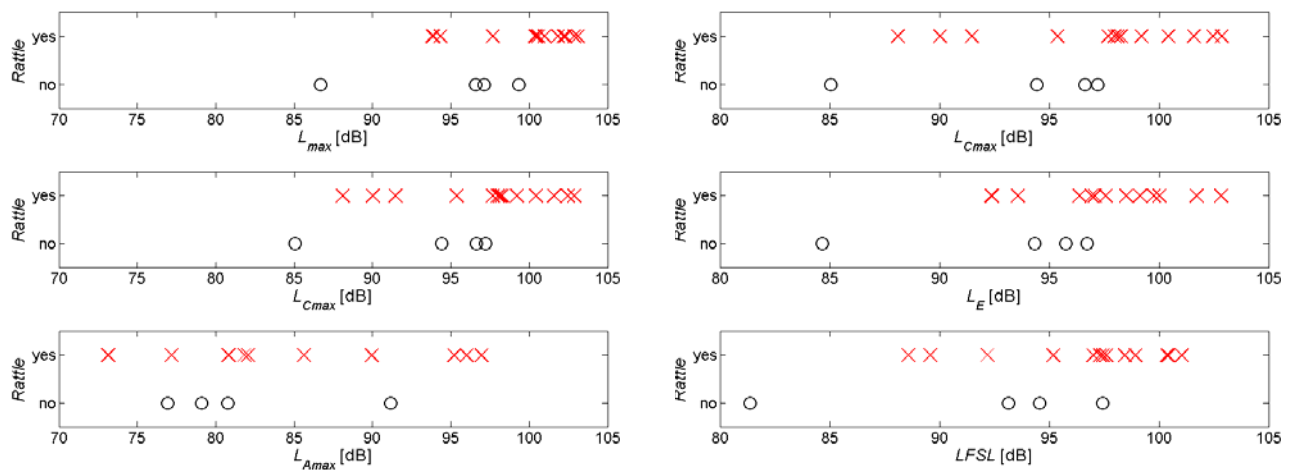 Rattle
yes
no
70 75 80 85 90 95 100 105
L_max [dB]
Rattle
yes
no
80 85 90 95 100 105
L_Cmax [dB]
Rattle
yes
no
70 75 80 85 90 95 100 105
L_Cmax [dB]
Rattle
yes
no
80 85 90 95 100 105
L_E [dB]
Rattle
yes
no
70 75 80 85 90 95 100 105
L_Amax [dB]
Rattle
yes
no
80 85 90 95 100 105
LFSL [dB]